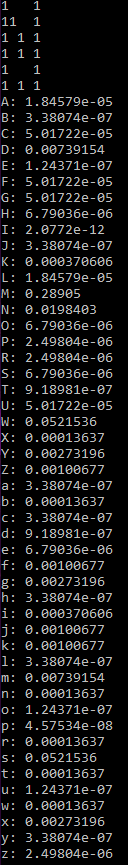 1   1
11  1
1 1 1
1 1 1
1   1
1 1 1
A: 1.84579e-05
B: 3.38074e-07
C: 5.01722e-05
D: 0.00739154
E: 1.24371e-07
F: 5.01722e-05
G: 5.01722e-05
H: 6.79036e-06
I: 2.0772e-12
J: 3.38074e-07
K: 0.000370606
L: 1.84579e-05
M: 0.28905
N: 0.0198403
O: 6.79036e-06
P: 2.49804e-06
R: 2.49804e-06
S: 6.79036e-06
T: 9.18981e-07
U: 5.01722e-05
W: 0.0521536
X: 0.00013637
Y: 0.00273196
Z: 0.00100677
a: 3.38074e-07
b: 0.00013637
c: 3.38074e-07
d: 9.18981e-07
e: 6.79036e-06
f: 0.00100677
g: 0.00273196
h: 3.38074e-07
i: 0.000370606
j: 0.00100677
k: 0.00100677
l: 3.38074e-07
m: 0.00739154
n: 0.00013637
o: 1.24371e-07
p: 4.57534e-08
r: 0.00013637
s: 0.0521536
t: 0.00013637
u: 1.24371e-07
w: 0.00013637
x: 0.00273196
y: 3.38074e-07
z: 2.49804e-06